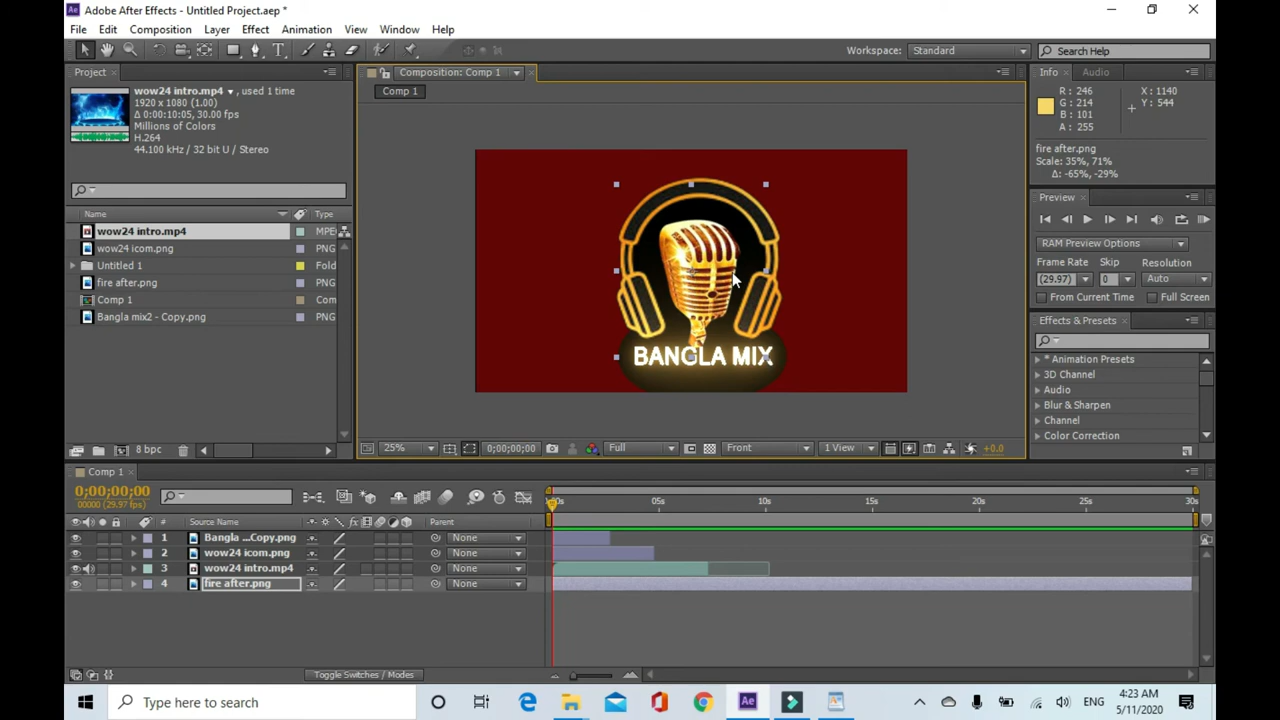 Adobe After Effects - Untitled Project.aep *
File Edit Composition Layer Effect Animation View Window Help
Workspace: Standard Search Help
Project
wow24 intro.mp4, used 1 time
1920 x 1080 (1.00)
Δ 0:00:10:05, 30.00 fps
Millions of Colors
H.264
44.100 kHz / 32 bit U / Stereo
Name Type
wow24 intro.mp4 MPE
wow24 icom.png PNG
Untitled 1 Fold
fire after.png PNG
Comp 1 Com
Bangla mix2 - Copy.png PNG
8 bpc
Composition: Comp 1
Comp 1
BANGLA MIX
25% 0;00;00;00 Full Front 1 View +0.0
Info Audio
R : 246 X : 1140
G : 214 Y : 544
B : 101
A : 255
fire after.png
Scale: 35%, 71%
Δ: -65%, -29%
Preview
RAM Preview Options
Frame Rate Skip Resolution
(29.97) 0 Auto
From Current Time Full Screen
Effects & Presets
* Animation Presets
3D Channel
Audio
Blur & Sharpen
Channel
Color Correction
Comp 1
0;00;00;00
00000 (29.97 fps)
# Source Name Parent
05s 10s 15s 20s 25s 30s
1 Bangla ...Copy.png None
2 wow24 icom.png None
3 wow24 intro.mp4 None
4 fire after.png None
Toggle Switches / Modes
Type here to search
ENG
4:23 AM
5/11/2020